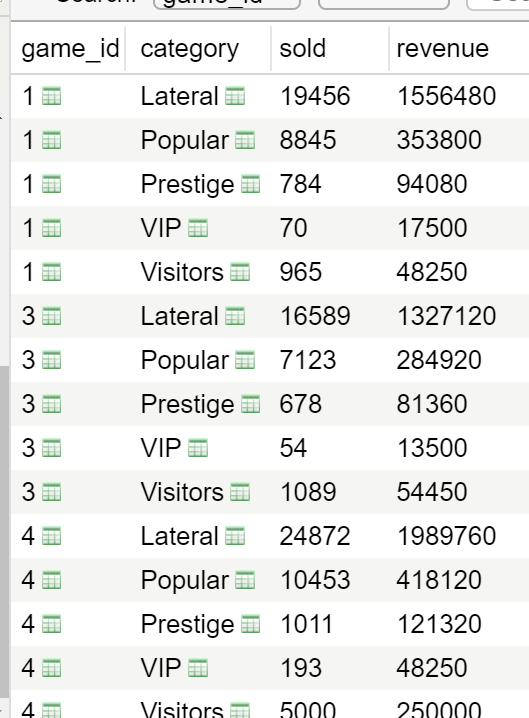 game_id category sold revenue
1 Lateral 19456 1556480
1 Popular 8845 353800
1 Prestige 784 94080
1 VIP 70 17500
1 Visitors 965 48250
3 Lateral 16589 1327120
3 Popular 7123 284920
3 Prestige 678 81360
3 VIP 54 13500
3 Visitors 1089 54450
4 Lateral 24872 1989760
4 Popular 10453 418120
4 Prestige 1011 121320
4 VIP 193 48250
4 Visitors 5000 250000